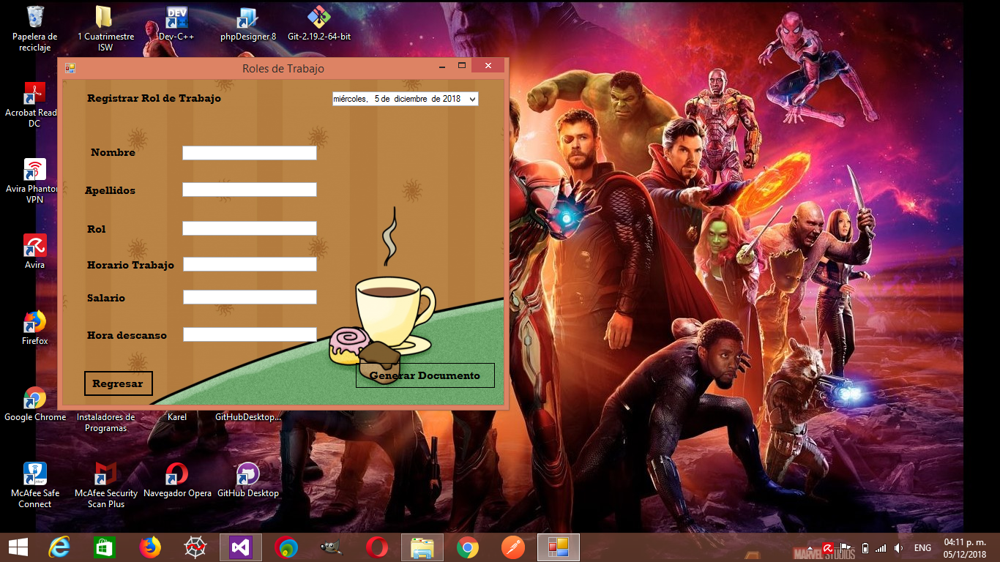 Papelera de
reciclaje
1 Cuatrimestre
ISW
DEV
Dev-C++
phpDesigner 8
Git-2.19.2-64-bit
Acrobat Read
DC
Avira Phantor
VPN
Avira
Firefox
Google Chrome
Instaladores de
Programas
Karel
GitHubDesktop...
McAfee Safe
Connect
McAfee Security
Scan Plus
Navegador Opera
GitHub Desktop
Roles de Trabajo
Registrar Rol de Trabajo
miércoles, 5 de diciembre de 2018
Nombre
Apellidos
Rol
Horario Trabajo
Salario
Hora descanso
Regresar
Generar Documento
MARVEL STUDIOS
ENG
04:11 p. m.
05/12/2018